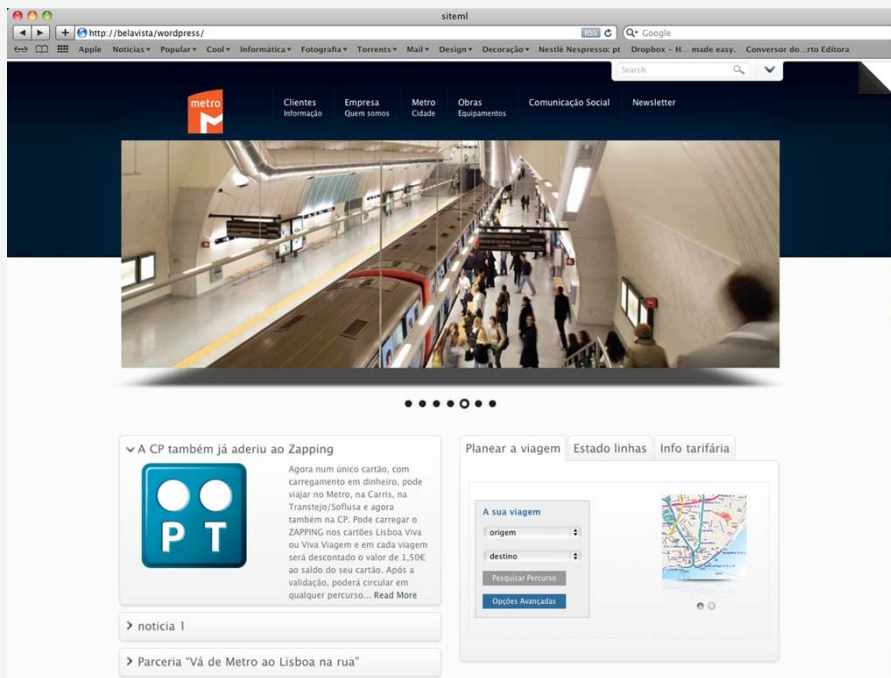 siteml
http://belavista/wordpress/
RSS
Google
Apple Notícias Popular Cool Informática Fotografia Torrents Mail Design Decoração Nestlé Nespresso: pt Dropbox – H... made easy. Conversor do...rto Editora
Search
metro
Clientes
Informação
Empresa
Quem somos
Metro
Cidade
Obras
Equipamentos
Comunicação Social
Newsletter
A CP também já aderiu ao Zapping
PT
Agora num único cartão, com
carregamento em dinheiro, pode
viajar no Metro, na Carris, na
Transtejo/Soflusa e agora
também na CP. Pode carregar o
ZAPPING nos cartões Lisboa Viva
ou Viva Viagem e em cada viagem
será descontado o valor de 1,50€
ao saldo do seu cartão. Após a
validação, poderá circular em
qualquer percurso... Read More
noticia 1
Parceria “Vá de Metro ao Lisboa na rua”
Planear a viagem Estado linhas Info tarifária
A sua viagem
origem
destino
Pesquisar Percurso
Opções Avançadas